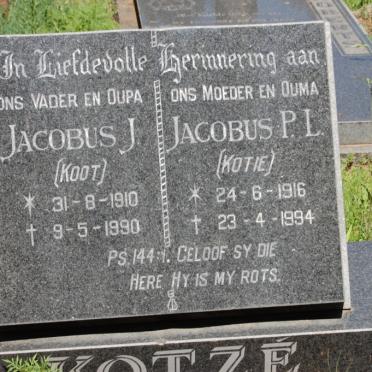 In Liefdevolle Herinnering aan
ONS VADER EN OUPA
JACOBUS J.
(KOOT)
* 31-8-1910
† 9-5-1990
ONS MOEDER EN OUMA
JACOBUS P. L.
(KOTIE)
* 24-6-1916
† 23-4-1994
PS. 144:1. GELOOF SY DIE
HERE HY IS MY ROTS.
KOTZÉ